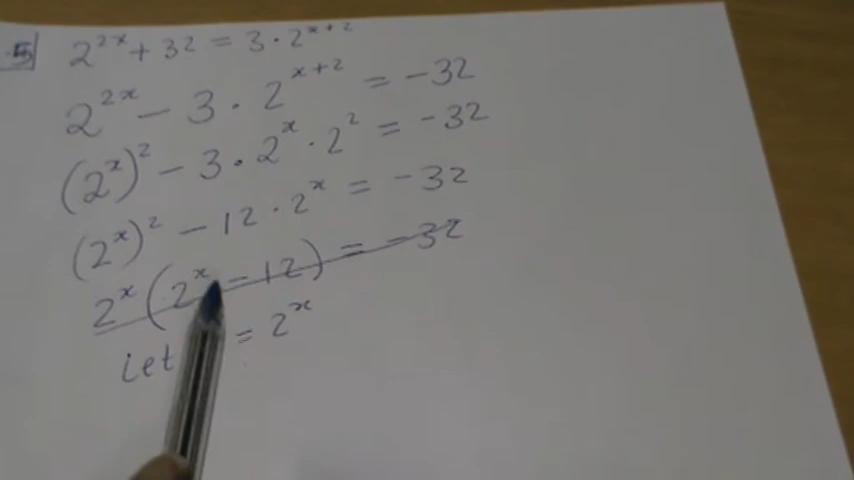 5 2^{2x} + 32 = 3 · 2^{x+2}
2^{2x} - 3 · 2^{x+2} = -32
(2^x)^2 - 3 · 2^x · 2^2 = -32
(2^x)^2 - 12 · 2^x = -32
2^x (2^x - 12) = -32
Let = 2^x